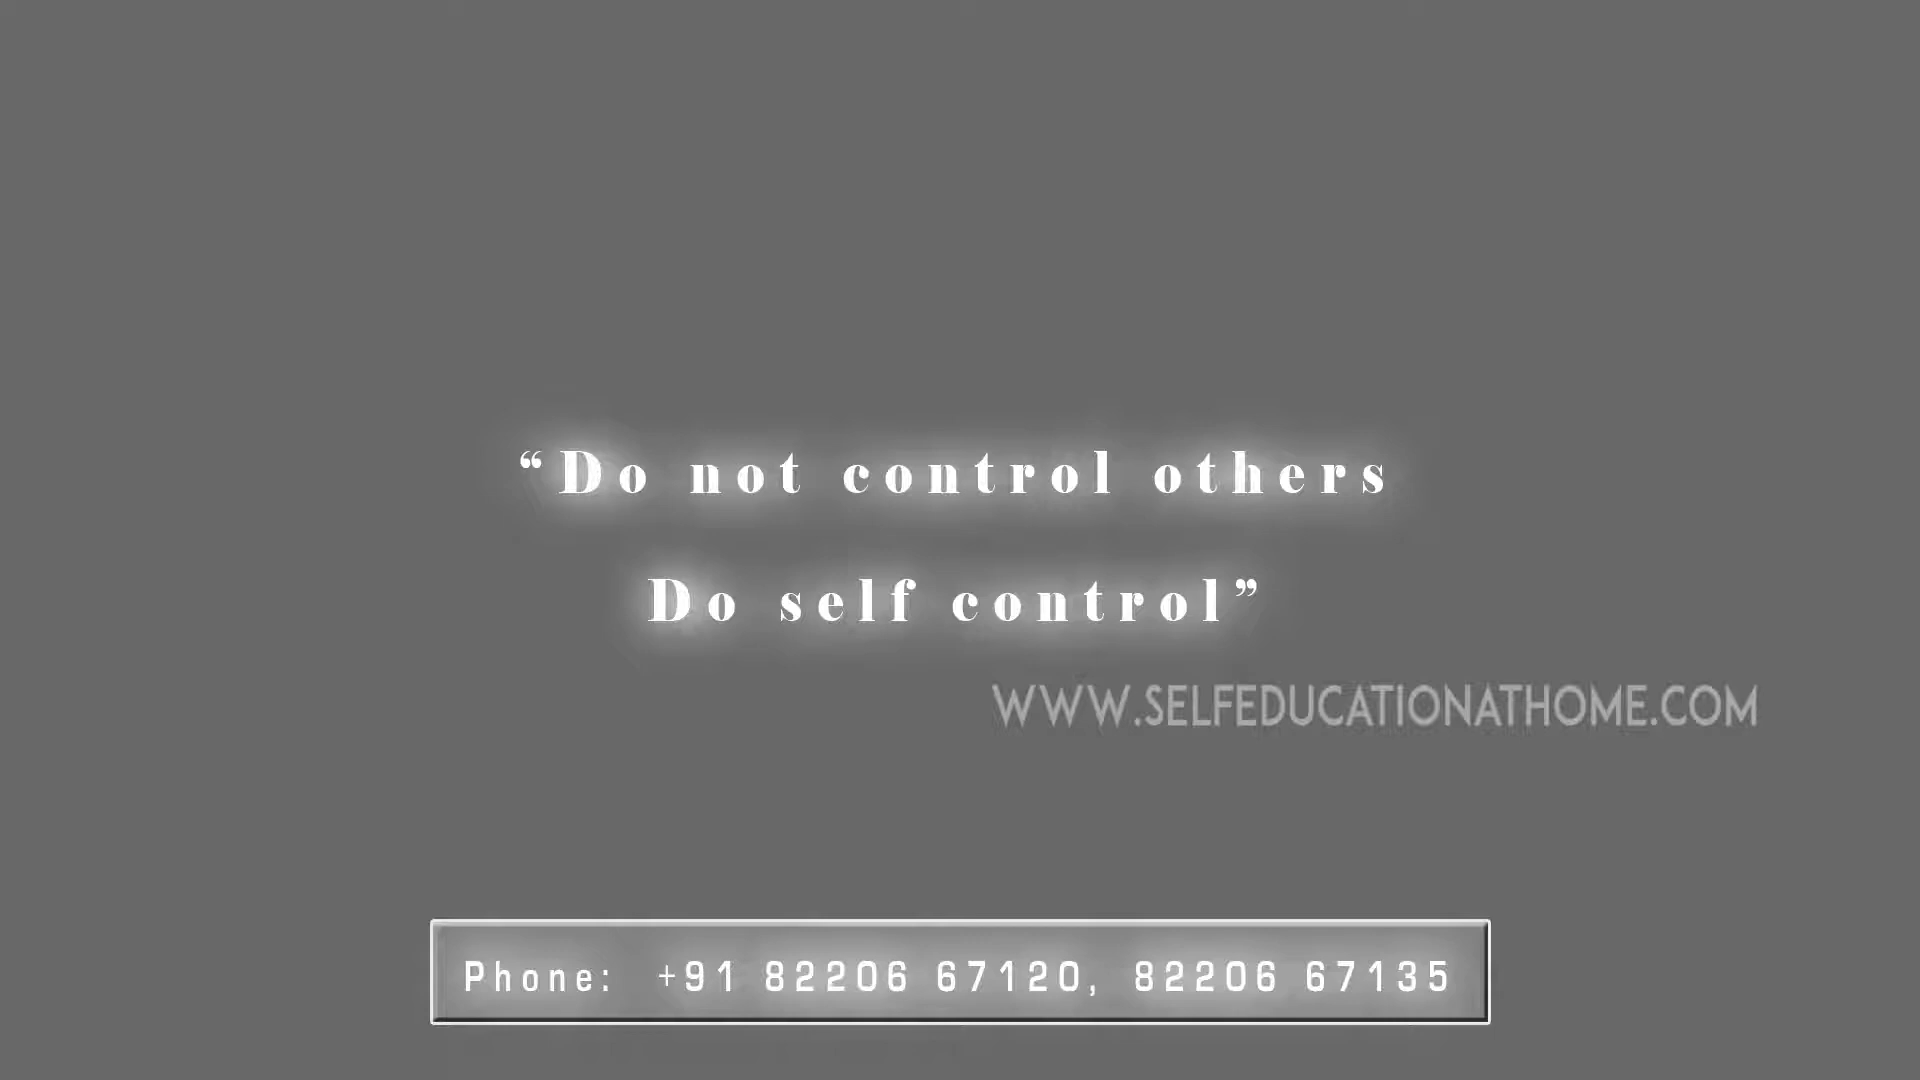 “Do not control others
Do self control”
WWW.SELFEDUCATIONATHOME.COM
Phone: +91 82206 67120, 82206 67135